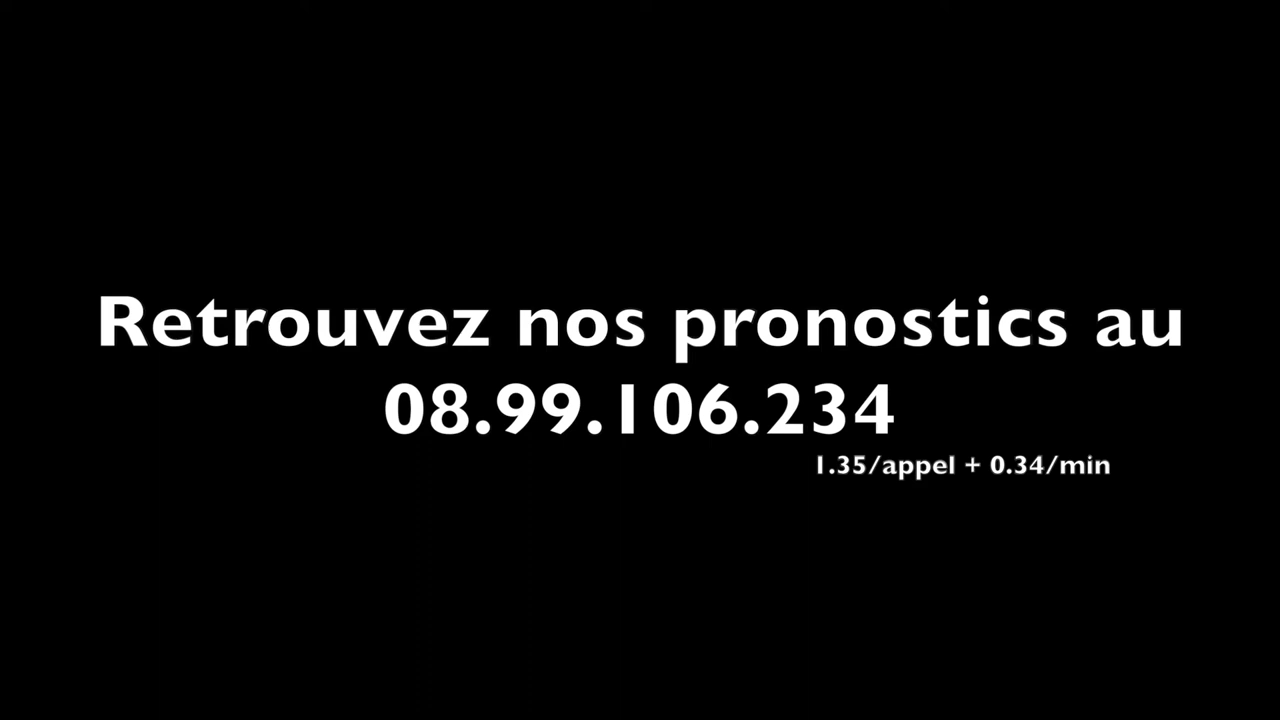 Retrouvez nos pronostics au
08.99.106.234
1.35/appel + 0.34/min